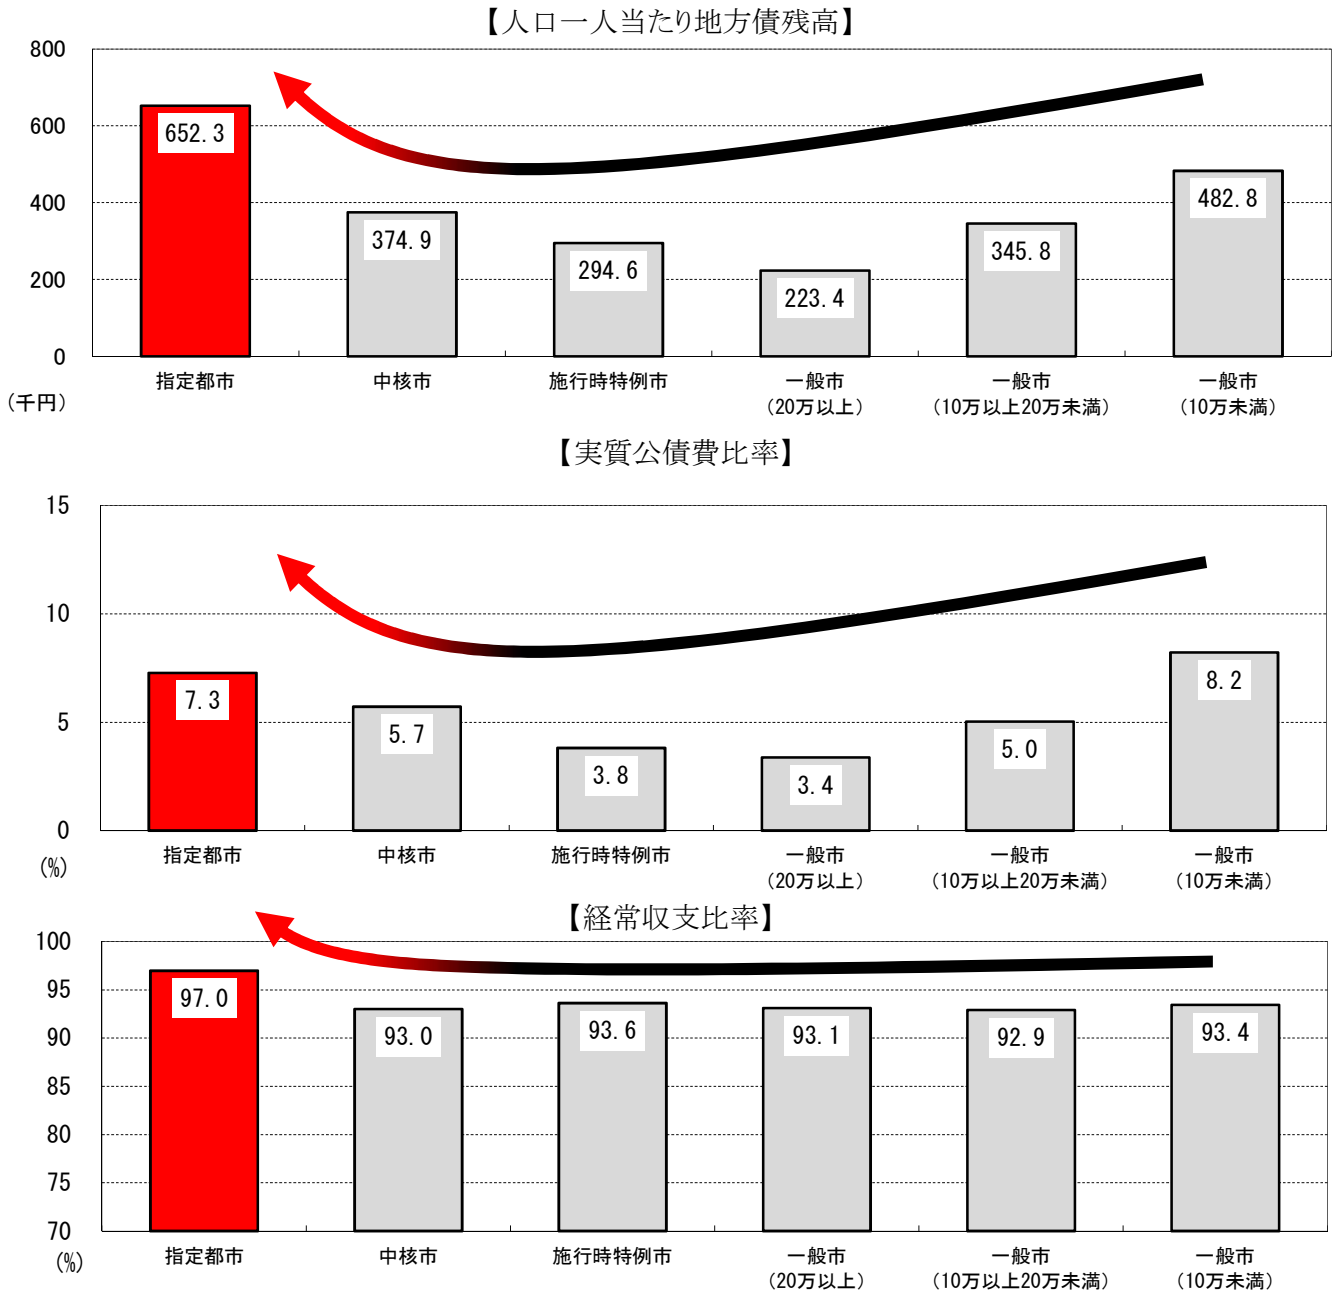 【人口一人当たり地方債残高】
800
600
400
200
0
(千円)
652.3
374.9
294.6
223.4
345.8
482.8
指定都市
中核市
施行時特例市
一般市
(20万以上)
一般市
(10万以上20万未満)
一般市
(10万未満)
【実質公債費比率】
15
10
5
0
(%)
7.3
5.7
3.8
3.4
5.0
8.2
指定都市
中核市
施行時特例市
一般市
(20万以上)
一般市
(10万以上20万未満)
一般市
(10万未満)
【経常収支比率】
100
95
90
85
80
75
70
(%)
97.0
93.0
93.6
93.1
92.9
93.4
指定都市
中核市
施行時特例市
一般市
(20万以上)
一般市
(10万以上20万未満)
一般市
(10万未満)